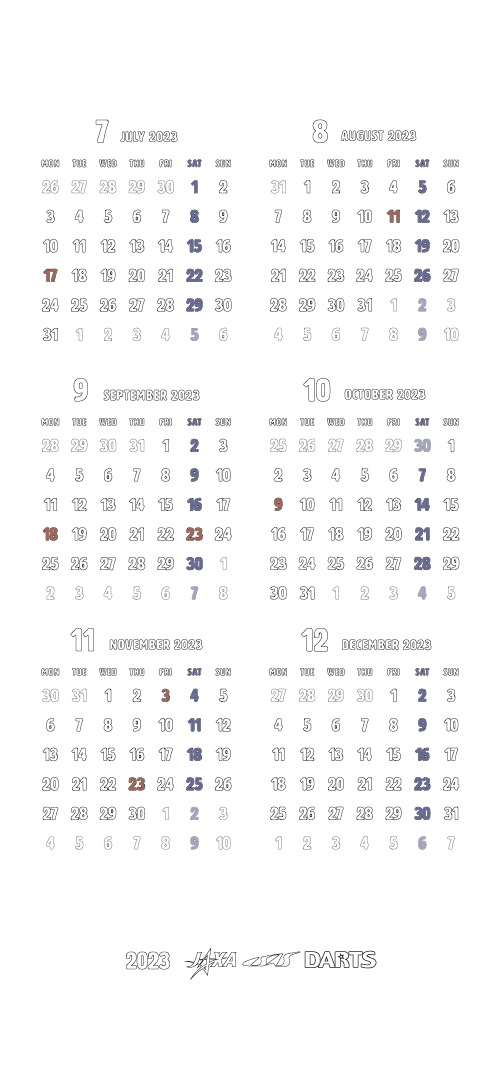 7 JULY 2023
MON TUE WED THU FRI SAT SUN
26 27 28 29 30 1 2
3 4 5 6 7 8 9
10 11 12 13 14 15 16
17 18 19 20 21 22 23
24 25 26 27 28 29 30
31 1 2 3 4 5 6
8 AUGUST 2023
MON TUE WED THU FRI SAT SUN
31 1 2 3 4 5 6
7 8 9 10 11 12 13
14 15 16 17 18 19 20
21 22 23 24 25 26 27
28 29 30 31 1 2 3
4 5 6 7 8 9 10
9 SEPTEMBER 2023
MON TUE WED THU FRI SAT SUN
28 29 30 31 1 2 3
4 5 6 7 8 9 10
11 12 13 14 15 16 17
18 19 20 21 22 23 24
25 26 27 28 29 30 1
2 3 4 5 6 7 8
10 OCTOBER 2023
MON TUE WED THU FRI SAT SUN
25 26 27 28 29 30 1
2 3 4 5 6 7 8
9 10 11 12 13 14 15
16 17 18 19 20 21 22
23 24 25 26 27 28 29
30 31 1 2 3 4 5
11 NOVEMBER 2023
MON TUE WED THU FRI SAT SUN
30 31 1 2 3 4 5
6 7 8 9 10 11 12
13 14 15 16 17 18 19
20 21 22 23 24 25 26
27 28 29 30 1 2 3
4 5 6 7 8 9 10
12 DECEMBER 2023
MON TUE WED THU FRI SAT SUN
27 28 29 30 1 2 3
4 5 6 7 8 9 10
11 12 13 14 15 16 17
18 19 20 21 22 23 24
25 26 27 28 29 30 31
1 2 3 4 5 6 7
2023 JAXA ISAS DARTS